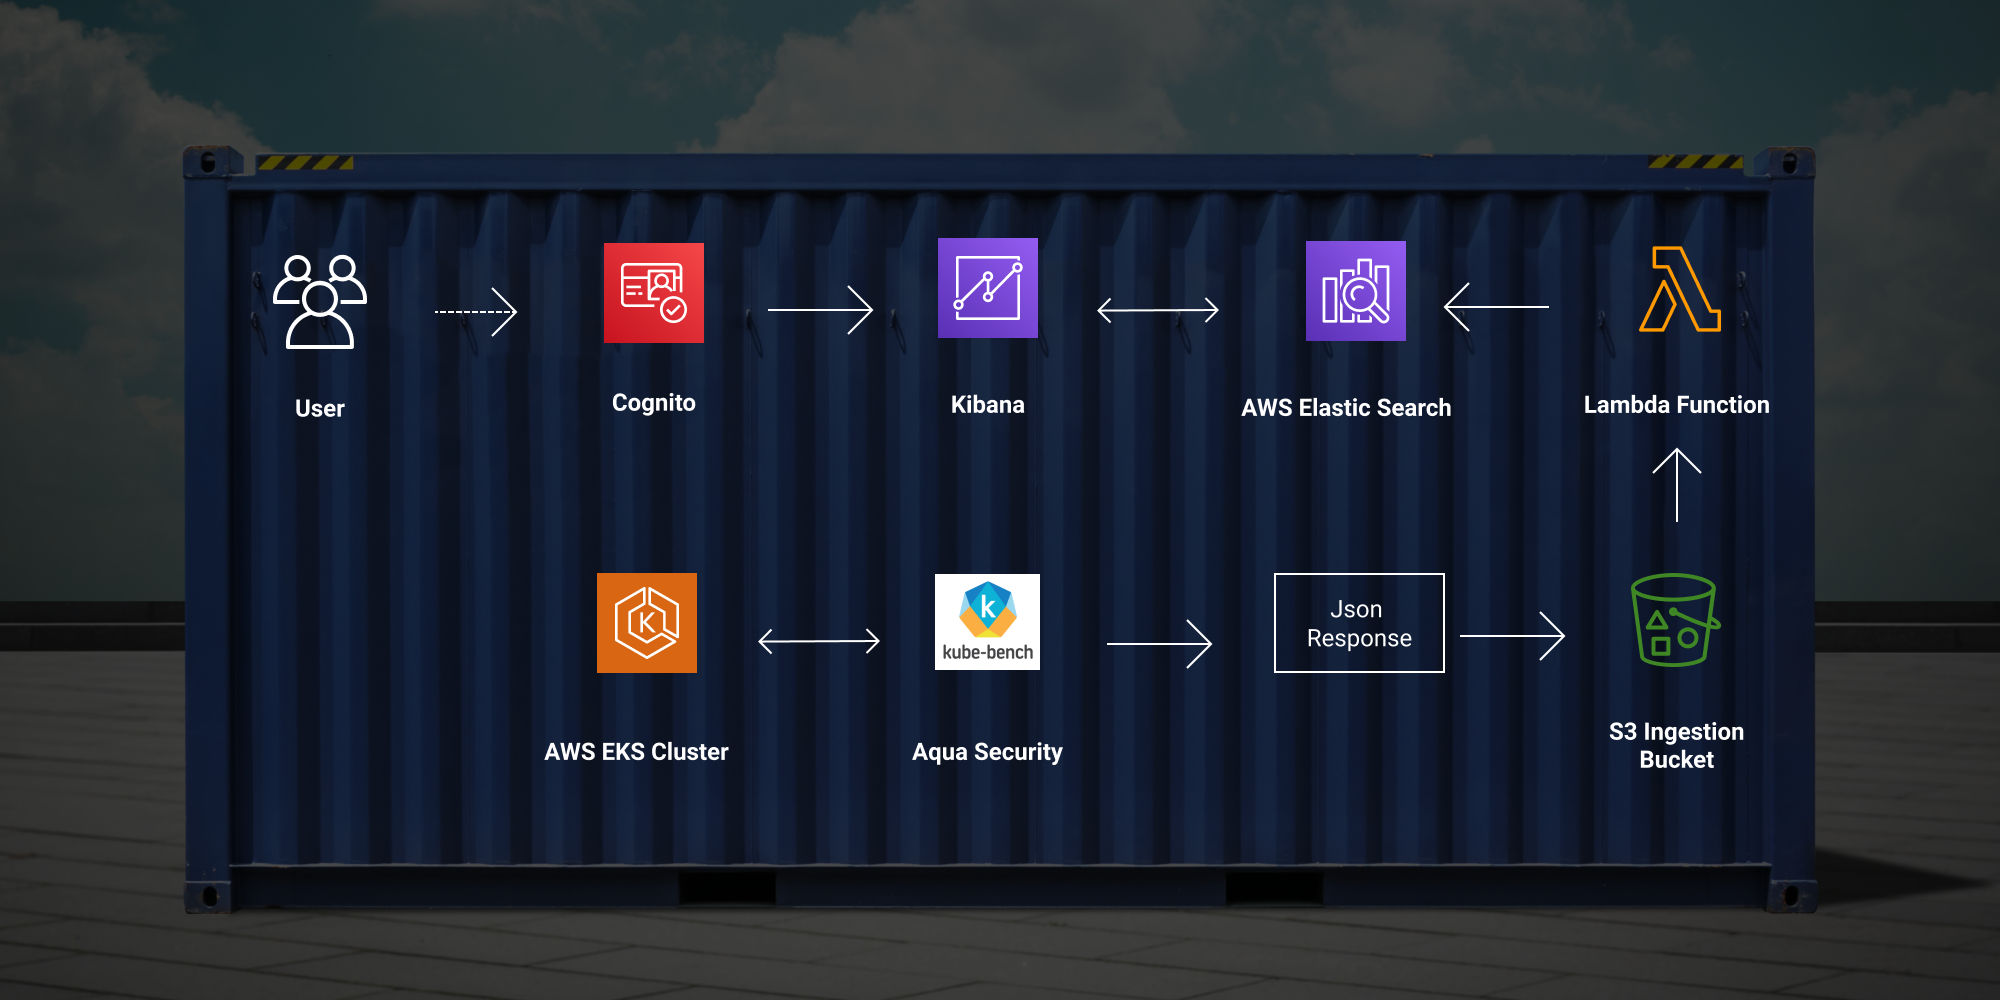 User
Cognito
Kibana
AWS Elastic Search
Lambda Function
K
k
kube-bench
Json
Response
AWS EKS Cluster
Aqua Security
S3 Ingestion
Bucket